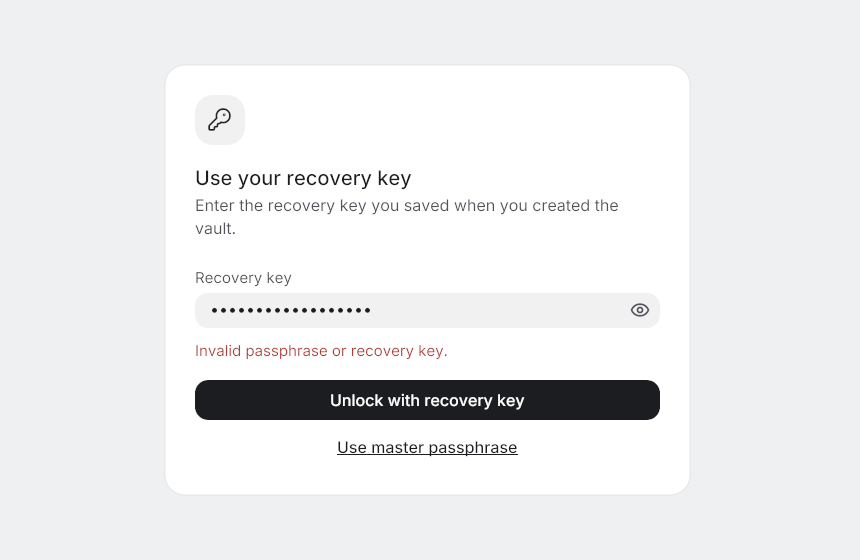 Use your recovery key
Enter the recovery key you saved when you created the
vault.
Recovery key
••••••••••••••••••
Invalid passphrase or recovery key.
Unlock with recovery key
Use master passphrase